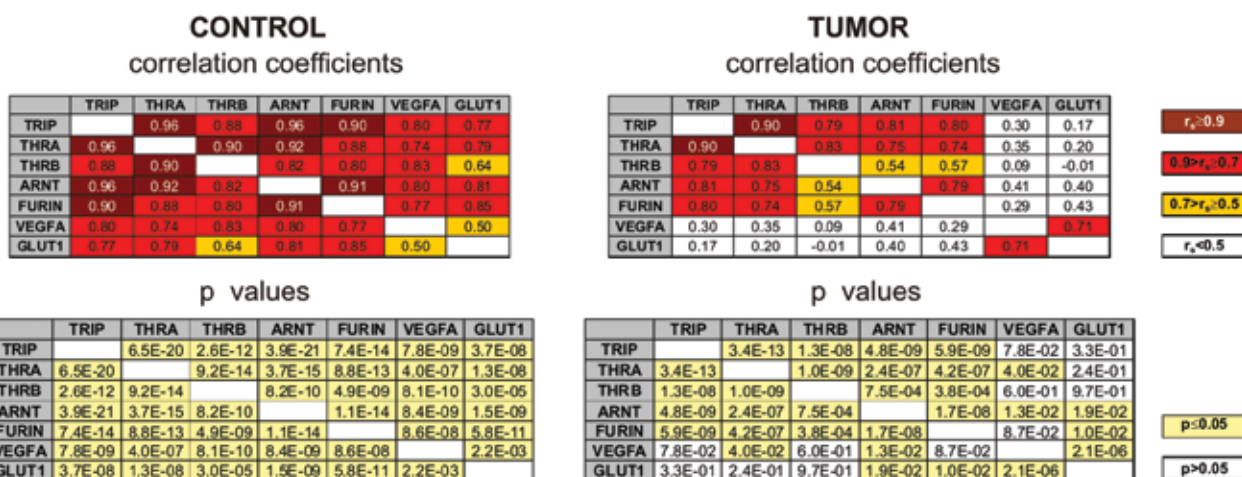 CONTROL
correlation coefficients
TRIP THRA THRB ARNT FURIN VEGFA GLUT1
TRIP 0.96 0.88 0.96 0.90 0.80 0.77
THRA 0.96 0.90 0.92 0.88 0.74 0.79
THRB 0.88 0.90 0.82 0.80 0.83 0.64
ARNT 0.96 0.92 0.82 0.91 0.80 0.81
FURIN 0.90 0.88 0.80 0.91 0.77 0.85
VEGFA 0.80 0.74 0.83 0.80 0.77 0.50
GLUT1 0.77 0.79 0.64 0.81 0.85 0.50
p values
TRIP THRA THRB ARNT FURIN VEGFA GLUT1
TRIP 6.5E-20 2.6E-12 3.9E-21 7.4E-14 7.8E-09 3.7E-08
THRA 6.5E-20 9.2E-14 3.7E-15 8.8E-13 4.0E-07 1.3E-08
THRB 2.6E-12 9.2E-14 8.2E-10 4.9E-09 8.1E-10 3.0E-05
ARNT 3.9E-21 3.7E-15 8.2E-10 1.1E-14 8.4E-09 1.5E-09
FURIN 7.4E-14 8.8E-13 4.9E-09 1.1E-14 8.6E-08 5.8E-11
VEGFA 7.8E-09 4.0E-07 8.1E-10 8.4E-09 8.6E-08 2.2E-03
GLUT1 3.7E-08 1.3E-08 3.0E-05 1.5E-09 5.8E-11 2.2E-03
TUMOR
correlation coefficients
TRIP THRA THRB ARNT FURIN VEGFA GLUT1
TRIP 0.90 0.79 0.81 0.80 0.30 0.17
THRA 0.90 0.83 0.75 0.74 0.35 0.20
THRB 0.79 0.83 0.54 0.57 0.09 -0.01
ARNT 0.81 0.75 0.54 0.79 0.41 0.40
FURIN 0.80 0.74 0.57 0.79 0.29 0.43
VEGFA 0.30 0.35 0.09 0.41 0.29 0.71
GLUT1 0.17 0.20 -0.01 0.40 0.43 0.71
p values
TRIP THRA THRB ARNT FURIN VEGFA GLUT1
TRIP 3.4E-13 1.3E-08 4.8E-09 5.9E-09 7.8E-02 3.3E-01
THRA 3.4E-13 1.0E-09 2.4E-07 4.2E-07 4.0E-02 2.4E-01
THRB 1.3E-08 1.0E-09 7.5E-04 3.8E-04 6.0E-01 9.7E-01
ARNT 4.8E-09 2.4E-07 7.5E-04 1.7E-08 1.3E-02 1.9E-02
FURIN 5.9E-09 4.2E-07 3.8E-04 1.7E-08 8.7E-02 1.0E-02
VEGFA 7.8E-02 4.0E-02 6.0E-01 1.3E-02 8.7E-02 2.1E-06
GLUT1 3.3E-01 2.4E-01 9.7E-01 1.9E-02 1.0E-02 2.1E-06
rₛ≥0.9
0.9>rₛ≥0.7
0.7>rₛ≥0.5
rₛ<0.5
p≤0.05
p>0.05